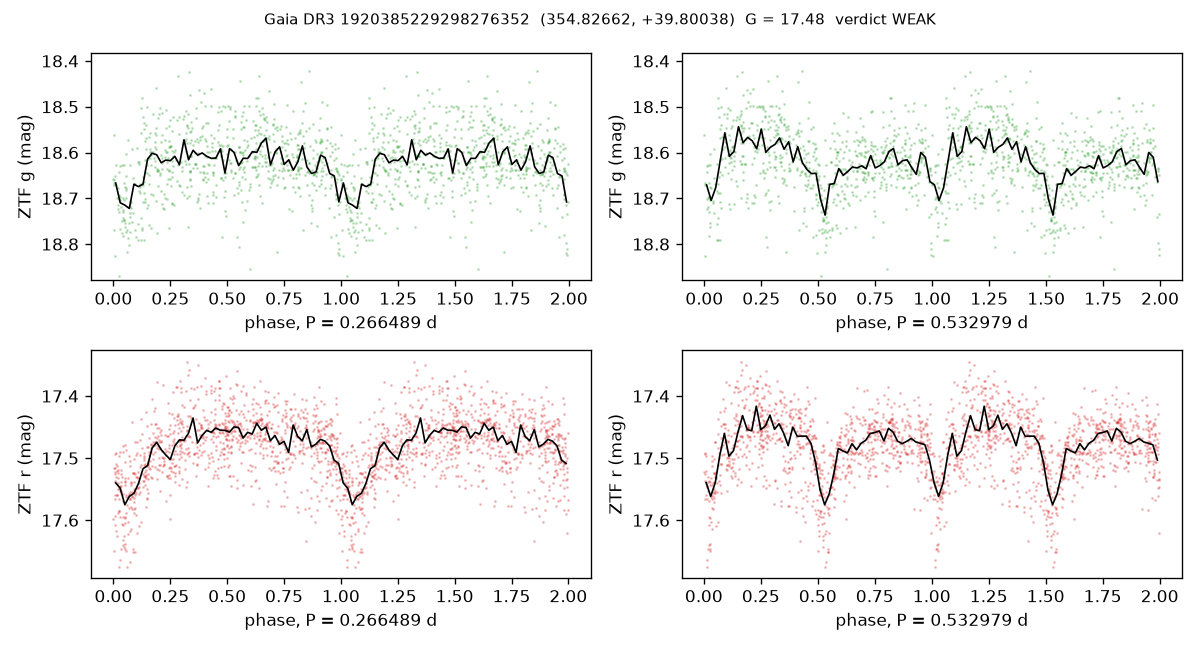 Gaia DR3 1920385229298276352  (354.82662, +39.80038)  G = 17.48  verdict WEAK
18.4
18.5
18.6
18.7
18.8
ZTF g (mag)
0.00 0.25 0.50 0.75 1.00 1.25 1.50 1.75 2.00
phase, P = 0.266489 d
18.4
18.5
18.6
18.7
18.8
ZTF g (mag)
0.00 0.25 0.50 0.75 1.00 1.25 1.50 1.75 2.00
phase, P = 0.532979 d
17.4
17.5
17.6
ZTF r (mag)
0.00 0.25 0.50 0.75 1.00 1.25 1.50 1.75 2.00
phase, P = 0.266489 d
17.4
17.5
17.6
ZTF r (mag)
0.00 0.25 0.50 0.75 1.00 1.25 1.50 1.75 2.00
phase, P = 0.532979 d